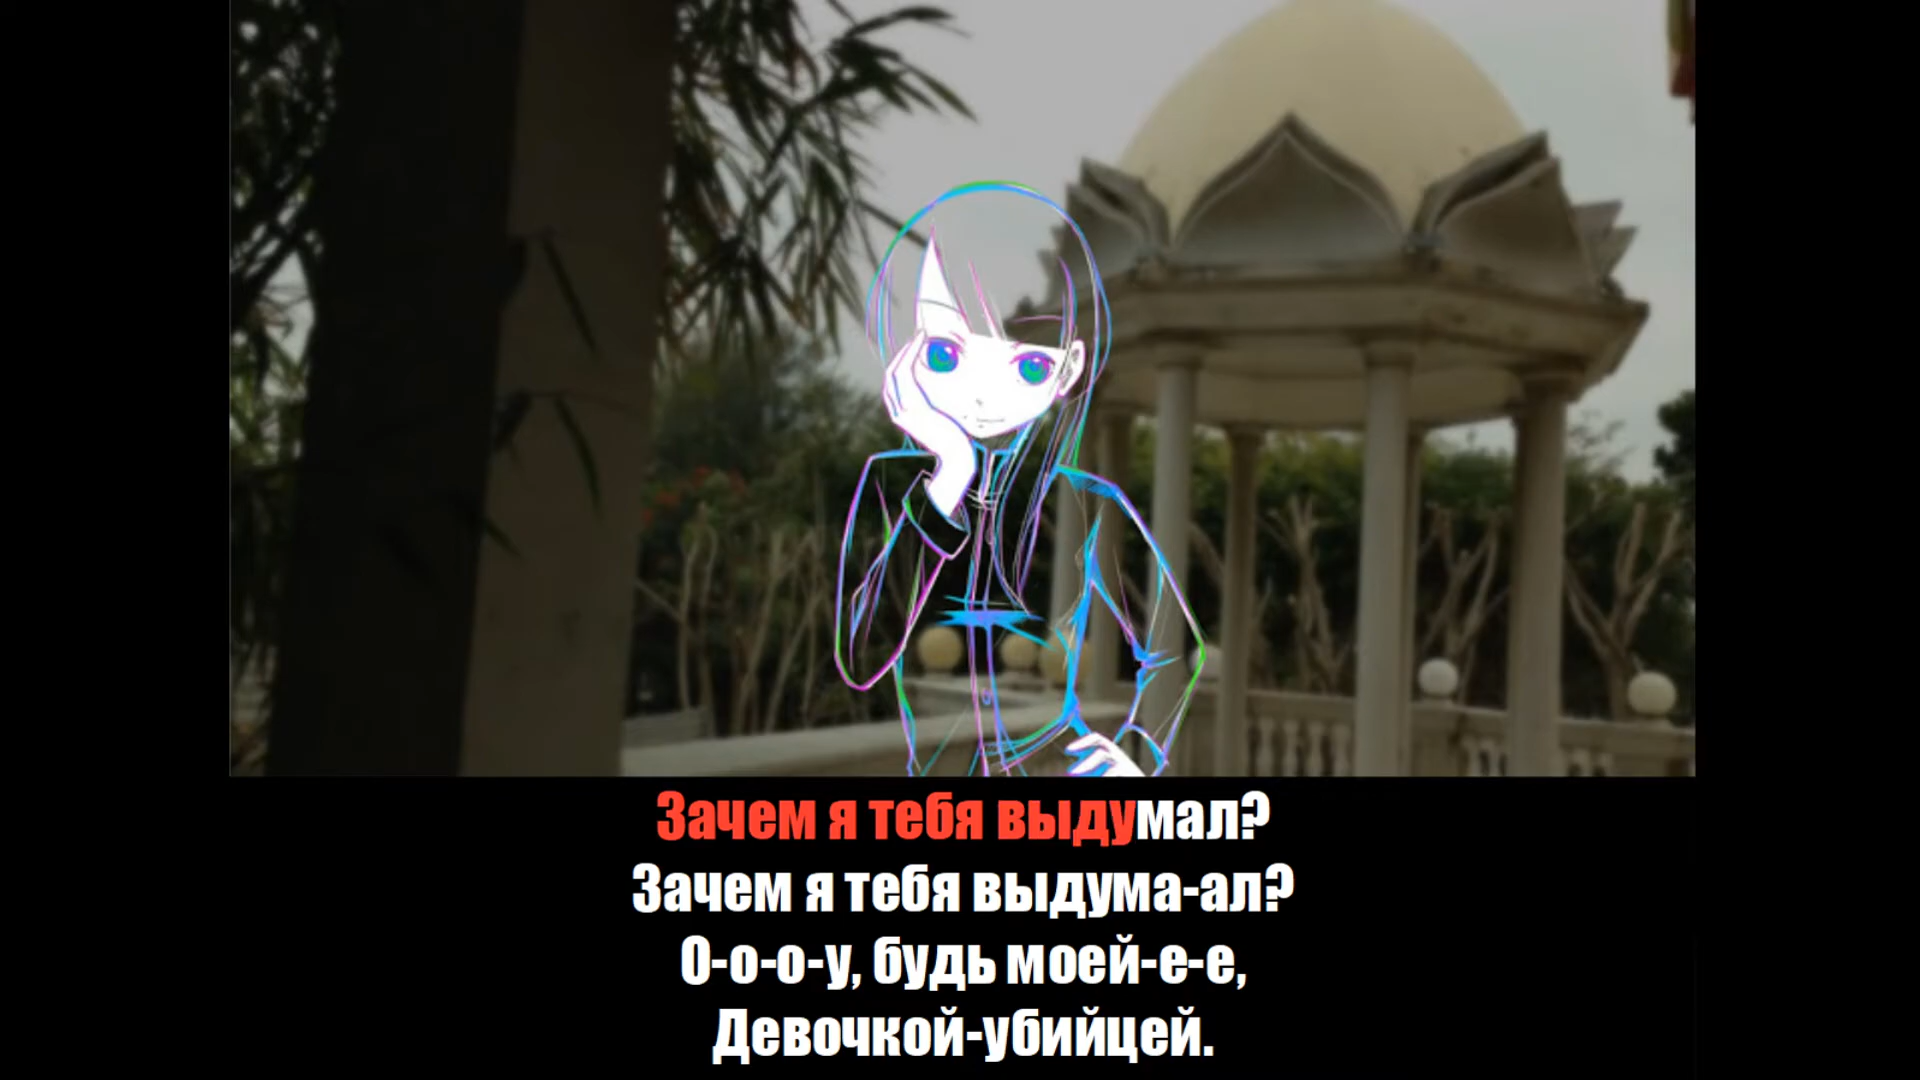 Зачем я тебя выдумал?
Зачем я тебя выдума-ал?
О-о-о-у, будь моей-е-е,
Девочкой-убийцей.